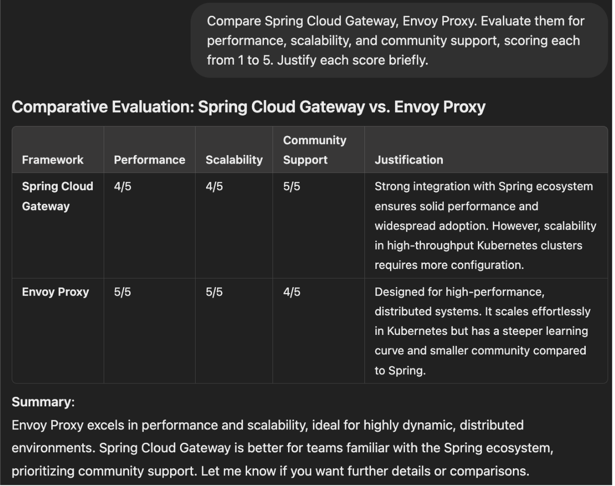 Compare Spring Cloud Gateway, Envoy Proxy. Evaluate them for
performance, scalability, and community support, scoring each
from 1 to 5. Justify each score briefly.
Comparative Evaluation: Spring Cloud Gateway vs. Envoy Proxy
Framework Performance Scalability Community Support Justification
Spring Cloud Gateway 4/5 4/5 5/5 Strong integration with Spring ecosystem
ensures solid performance and
widespread adoption. However, scalability
in high-throughput Kubernetes clusters
requires more configuration.
Envoy Proxy 5/5 5/5 4/5 Designed for high-performance,
distributed systems. It scales effortlessly
in Kubernetes but has a steeper learning
curve and smaller community compared
to Spring.
Summary:
Envoy Proxy excels in performance and scalability, ideal for highly dynamic, distributed
environments. Spring Cloud Gateway is better for teams familiar with the Spring ecosystem,
prioritizing community support. Let me know if you want further details or comparisons.